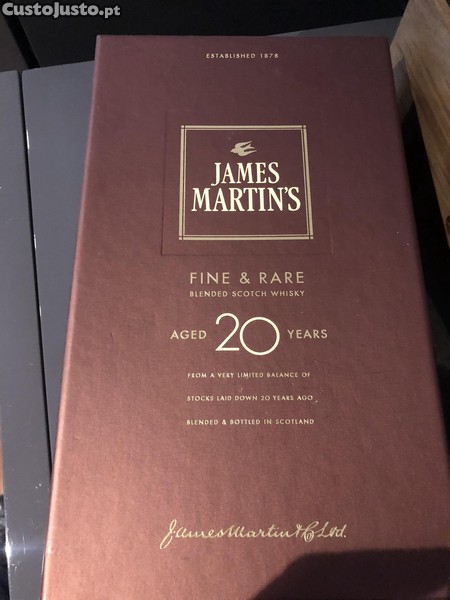 CustoJusto.pt
ESTABLISHED 1878
JAMES
MARTIN'S
FINE & RARE
BLENDED SCOTCH WHISKY
AGED 20 YEARS
FROM A VERY LIMITED BALANCE OF
STOCKS LAID DOWN 20 YEARS AGO
BLENDED & BOTTLED IN SCOTLAND
James Martin & Co Ltd.